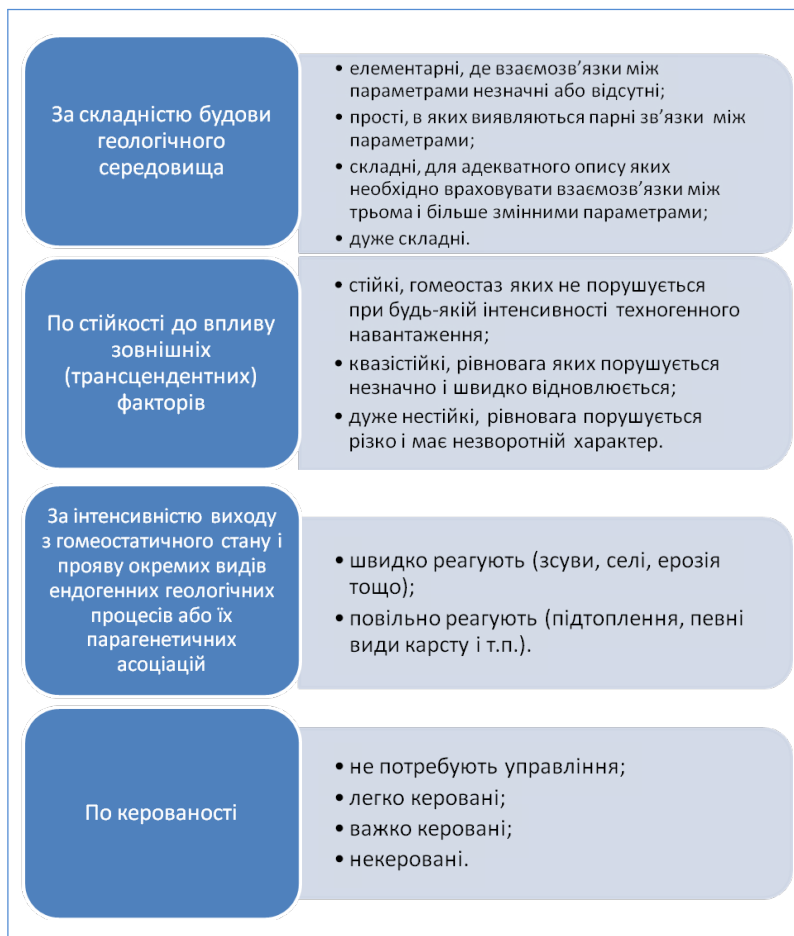 За складністю будови
геологічного
середовища
• елементарні, де взаємозв’язки між
параметрами незначні або відсутні;
• прості, в яких виявляються парні зв’язки між
параметрами;
• складні, для адекватного опису яких
необхідно враховувати взаємозв’язки між
трьома і більше змінними параметрами;
• дуже складні.
По стійкості до впливу
зовнішніх
(трансцендентних)
факторів
• стійкі, гомеостаз яких не порушується
при будь-якій інтенсивності техногенного
навантаження;
• квазістійкі, рівновага яких порушується
незначно і швидко відновлюється;
• дуже нестійкі, рівновага порушується
різко і має незворотній характер.
За інтенсивністю виходу
з гомеостатичного стану і
прояву окремих видів
ендогенних геологічних
процесів або їх
парагенетичних
асоціацій
• швидко реагують (зсуви, селі, ерозія
тощо);
• повільно реагують (підтоплення, певні
види карсту і т.п.).
По керованості
• не потребують управління;
• легко керовані;
• важко керовані;
• некеровані.